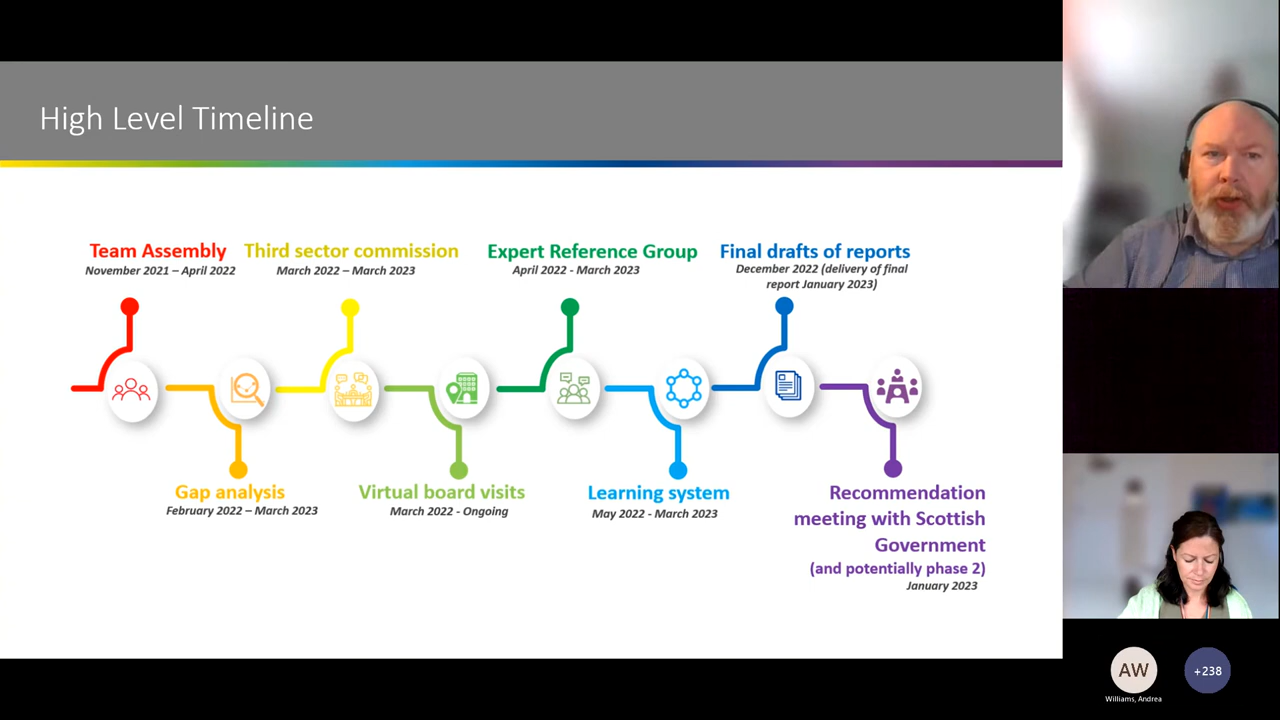 High Level Timeline
Team Assembly
November 2021 – April 2022
Third sector commission
March 2022 – March 2023
Expert Reference Group
April 2022 - March 2023
Final drafts of reports
December 2022 (delivery of final
report January 2023)
Gap analysis
February 2022 – March 2023
Virtual board visits
March 2022 - Ongoing
Learning system
May 2022 - March 2023
Recommendation
meeting with Scottish
Government
(and potentially phase 2)
January 2023
AW
+238
Williams, Andrea